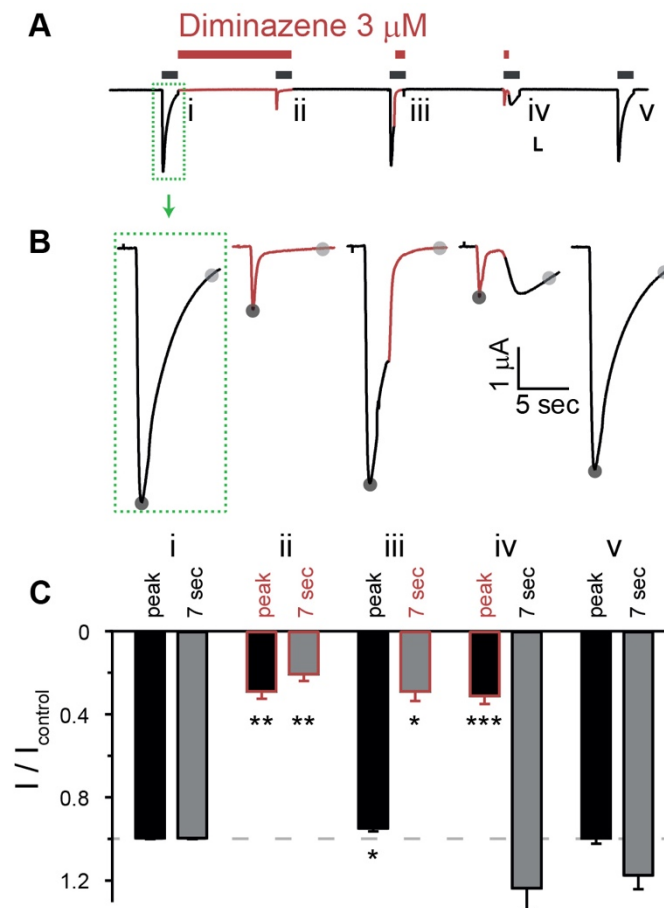 A
Diminazene 3 μM
i ii iii iv v
B
1 μA
5 sec
i ii iii iv v
C
peak 7 sec peak 7 sec peak 7 sec peak 7 sec peak 7 sec
0
0.4
0.8
1.2
I / Icontrol
** ** * * ***